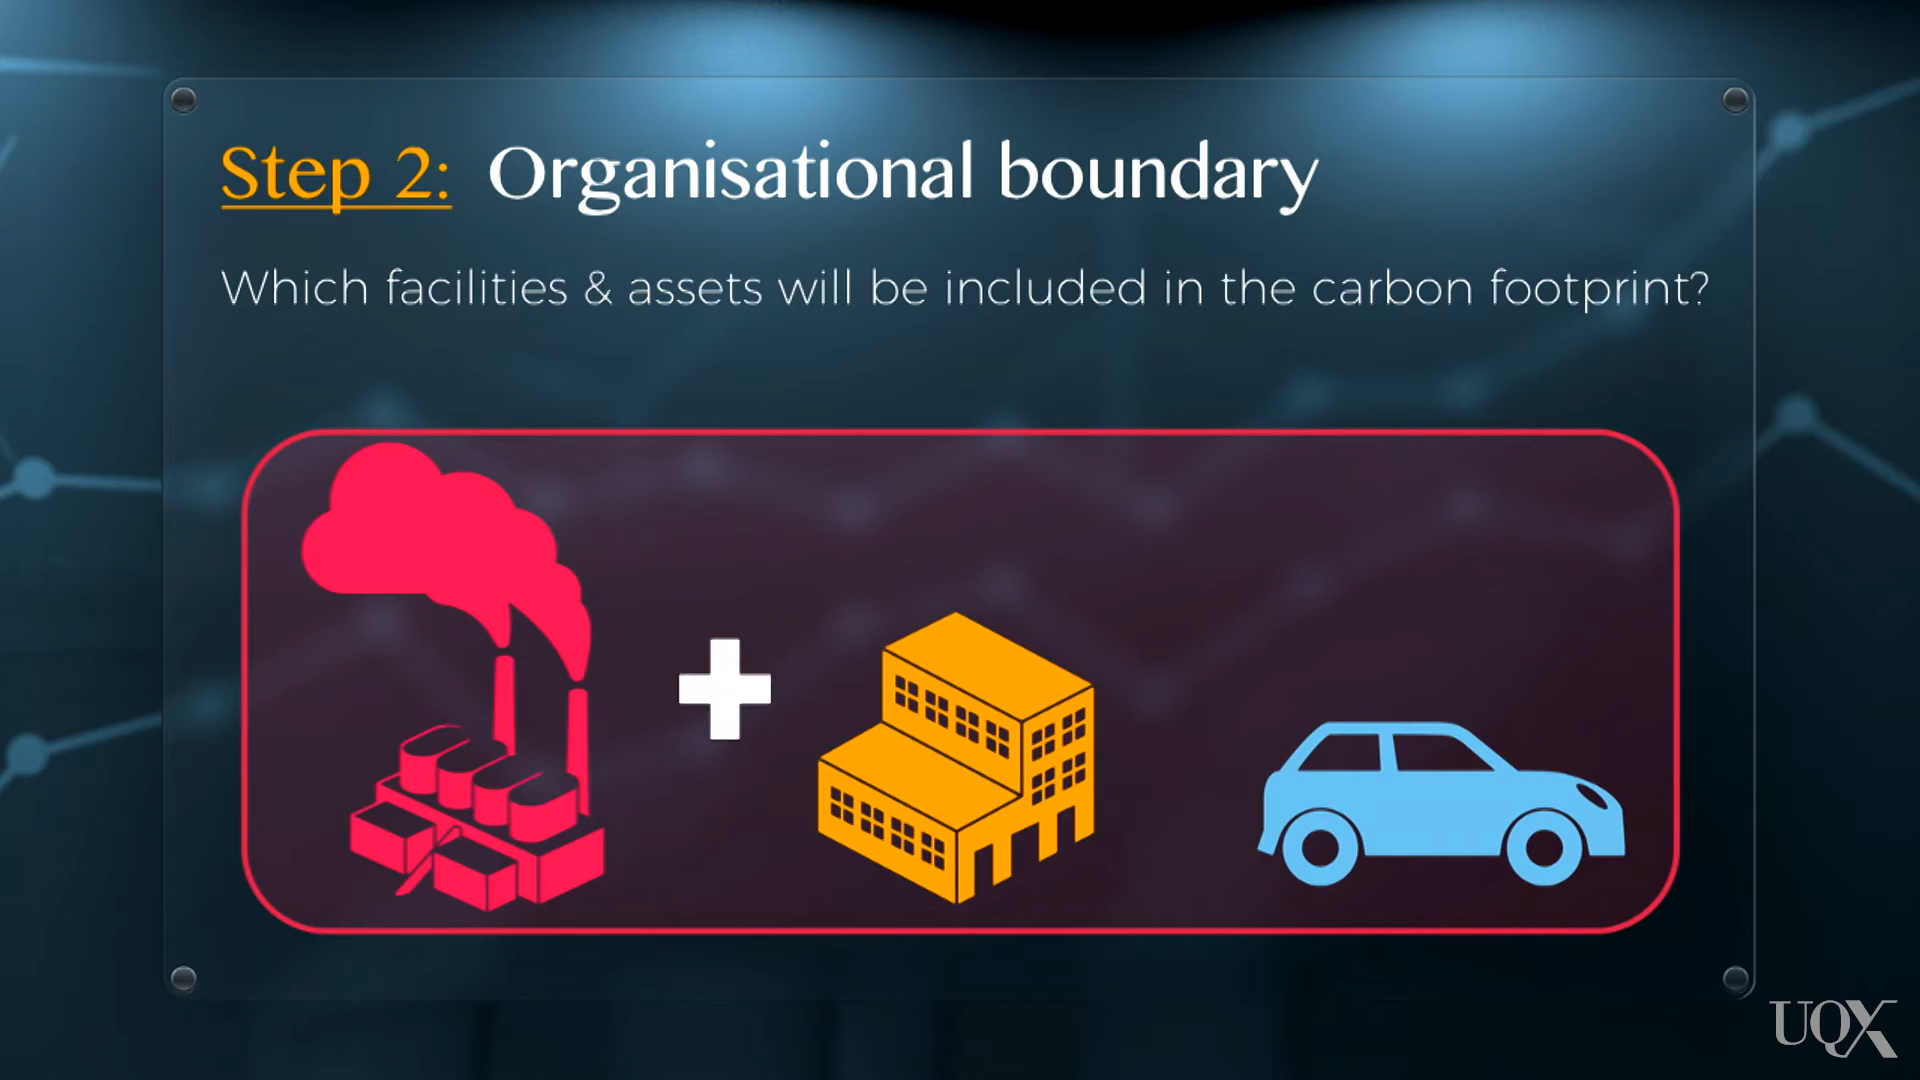 Step 2: Organisational boundary
Which facilities & assets will be included in the carbon footprint?
UQX